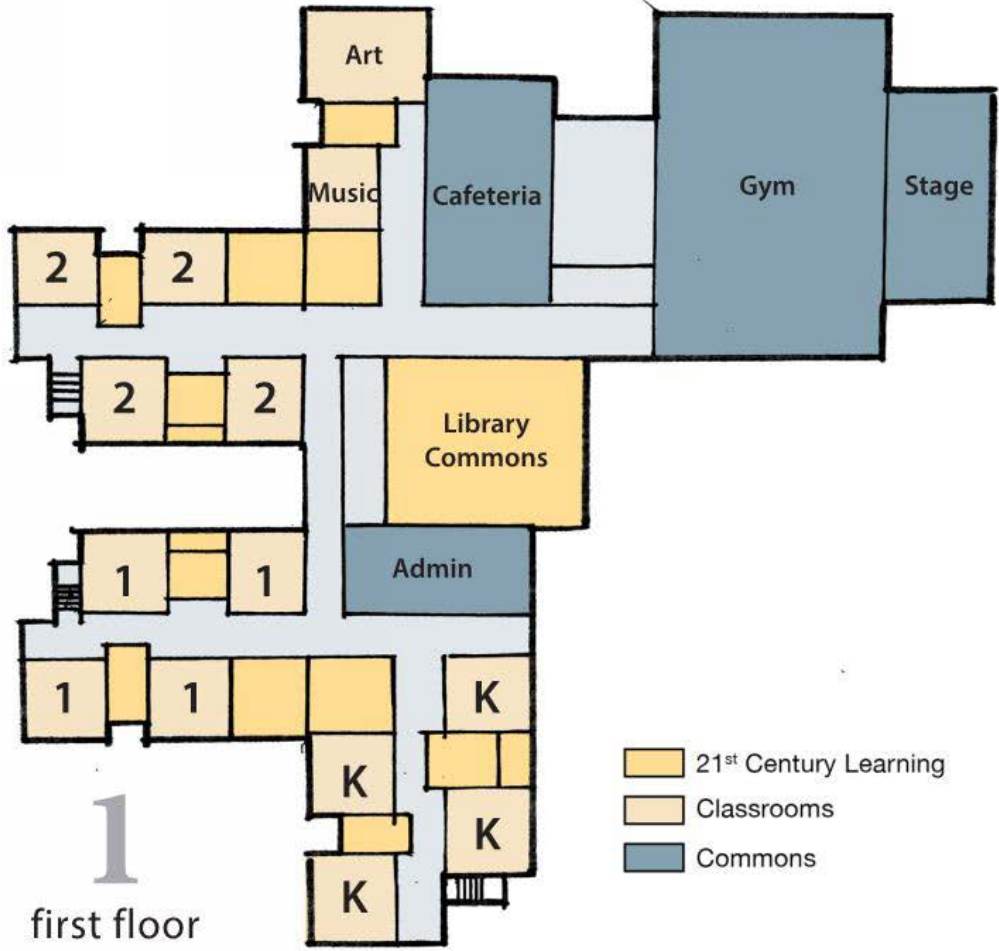 Art
Music
Cafeteria
Gym
Stage
2
2
2
2
Library
Commons
1
1
Admin
1
1
K
K
K
K
21st Century Learning
Classrooms
Commons
1
first floor